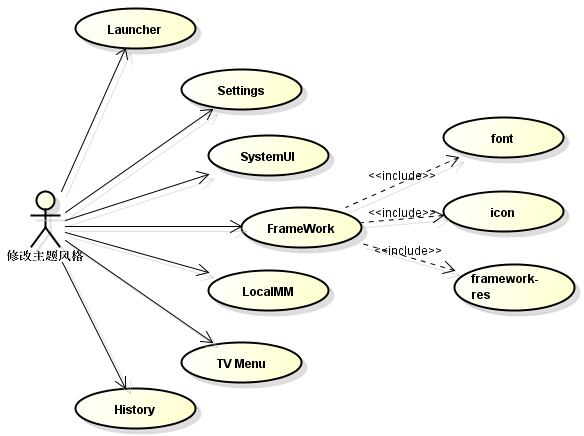 Launcher
Settings
SystemUI
font
<<include>>
修改主题风格
FrameWork
<<include>>
icon
<<include>>
framework-
res
LocalMM
TV Menu
History